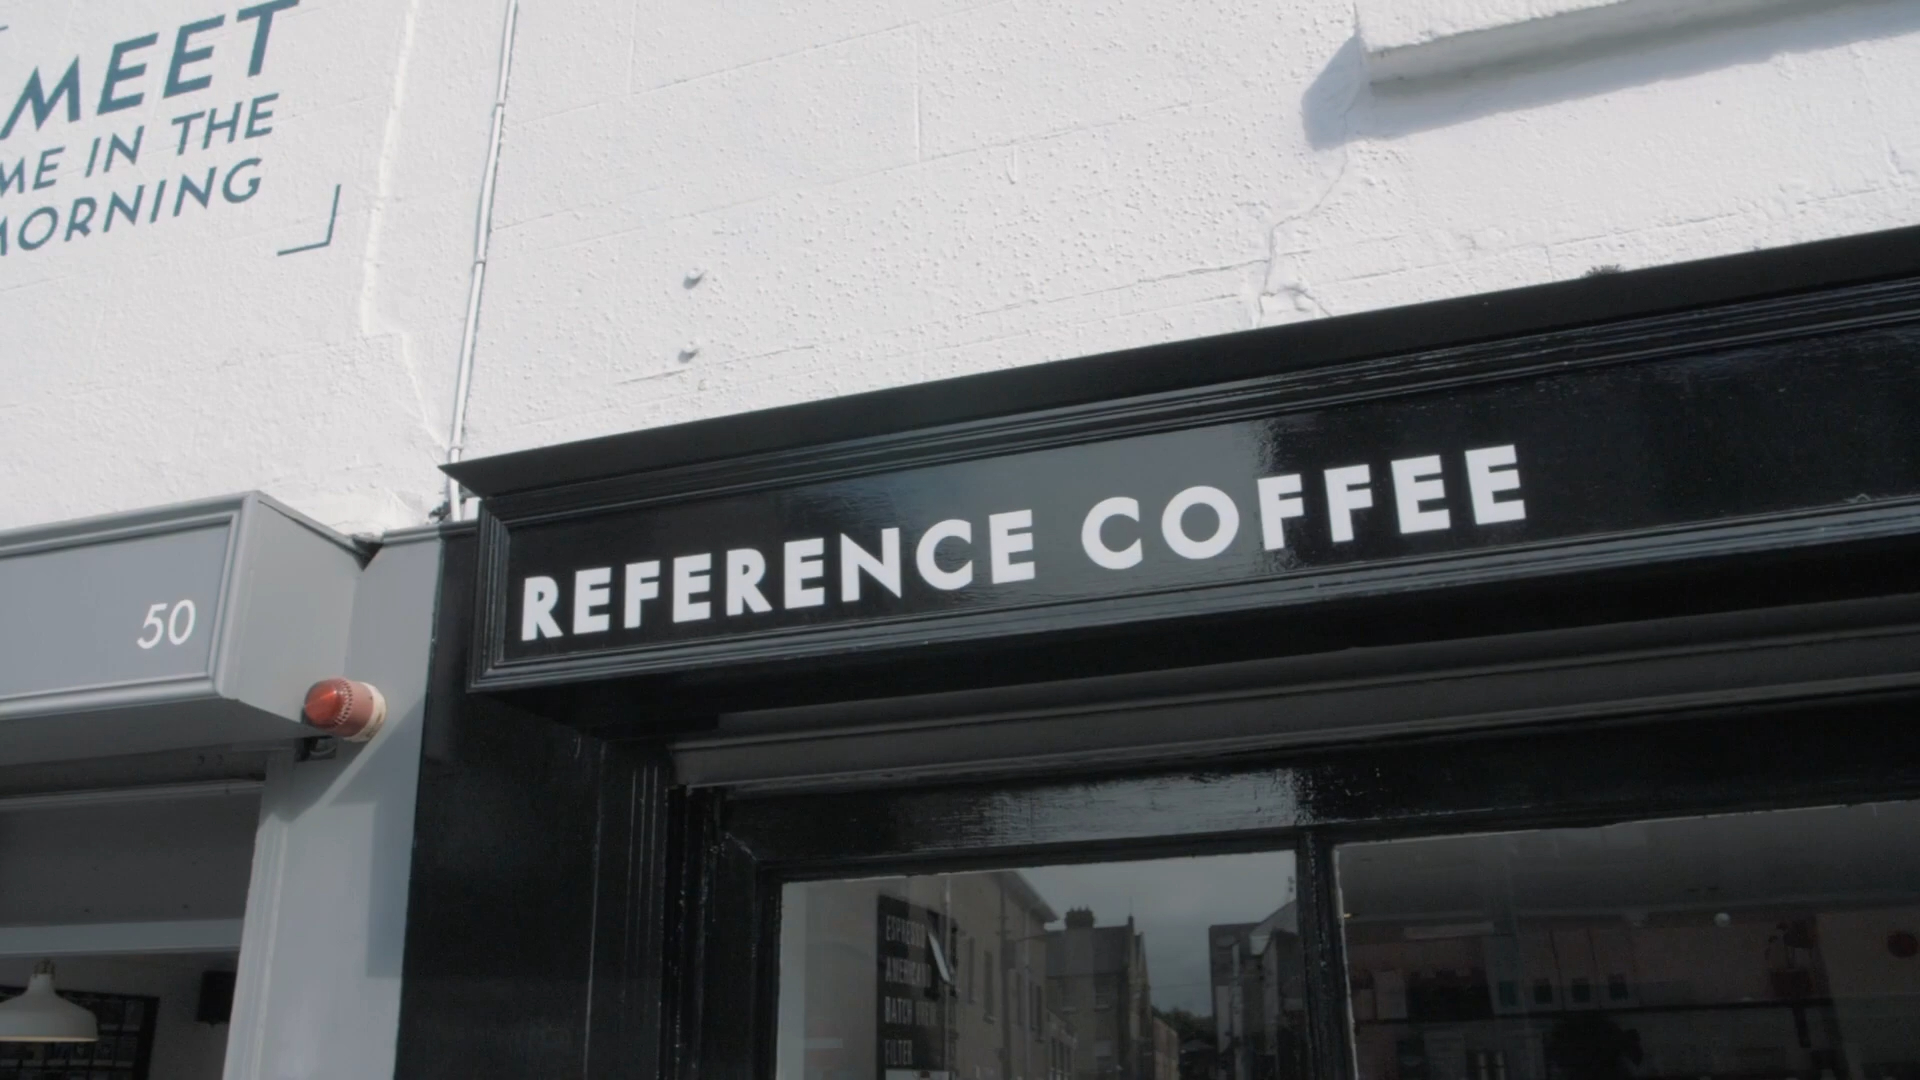 MEET
ME IN THE
MORNING
50
REFERENCE COFFEE
ESPRESSO
AMERICANO
BATCH BREW
FILTER